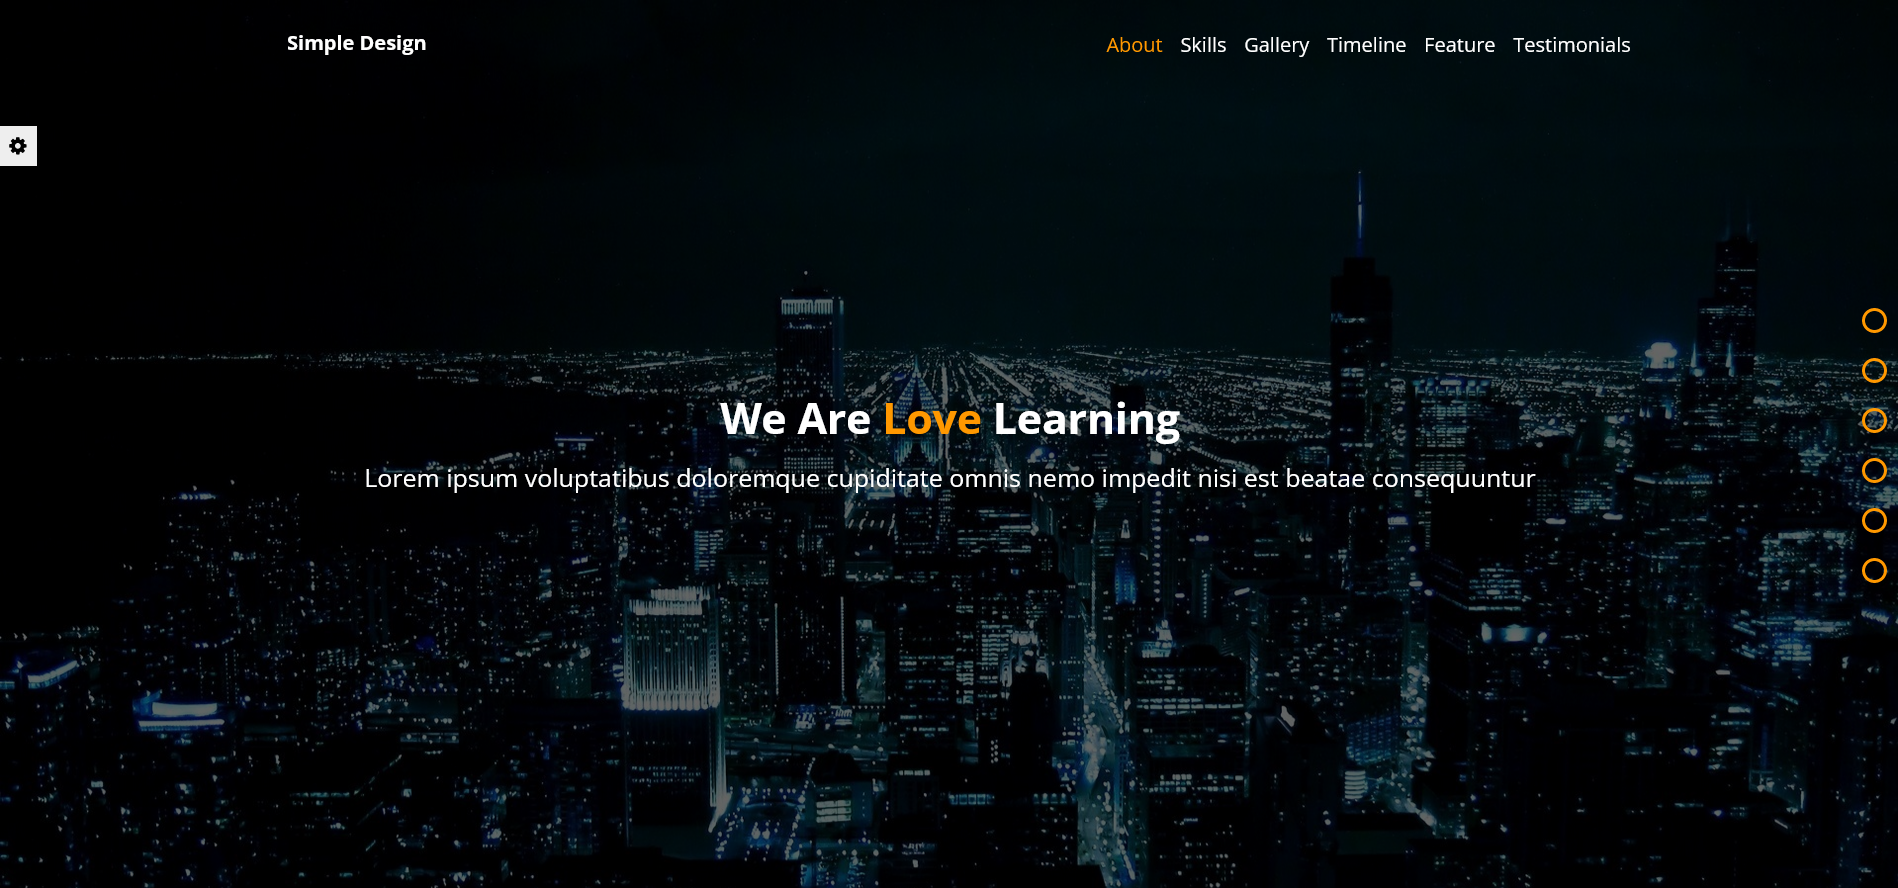 Simple Design
About Skills Gallery Timeline Feature Testimonials
We Are Love Learning
Lorem ipsum voluptatibus doloremque cupiditate omnis nemo impedit nisi est beatae consequuntur